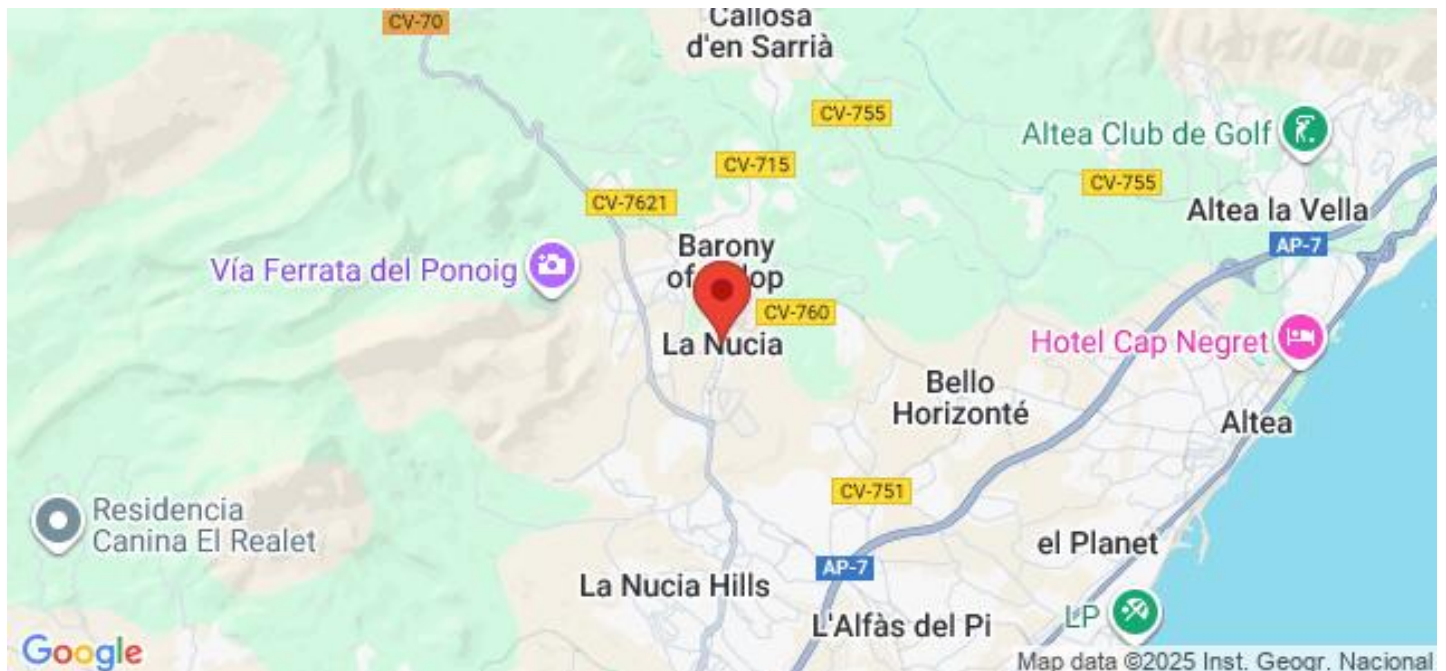 CV-70
Callosa
d'en Sarrià
CV-755
Altea Club de Golf
CV-715
CV-755
CV-7621
Altea la Vella
AP-7
Barony
Vía Ferrata del Ponoig
CV-760
La Nucia
Hotel Cap Negret
Bello
Horizonté
Altea
CV-751
Residencia
Canina El Realet
el Planet
AP-7
La Nucia Hills
L'Alfàs del Pi
LP
Google
Map data ©2025 Inst. Geogr. Nacional